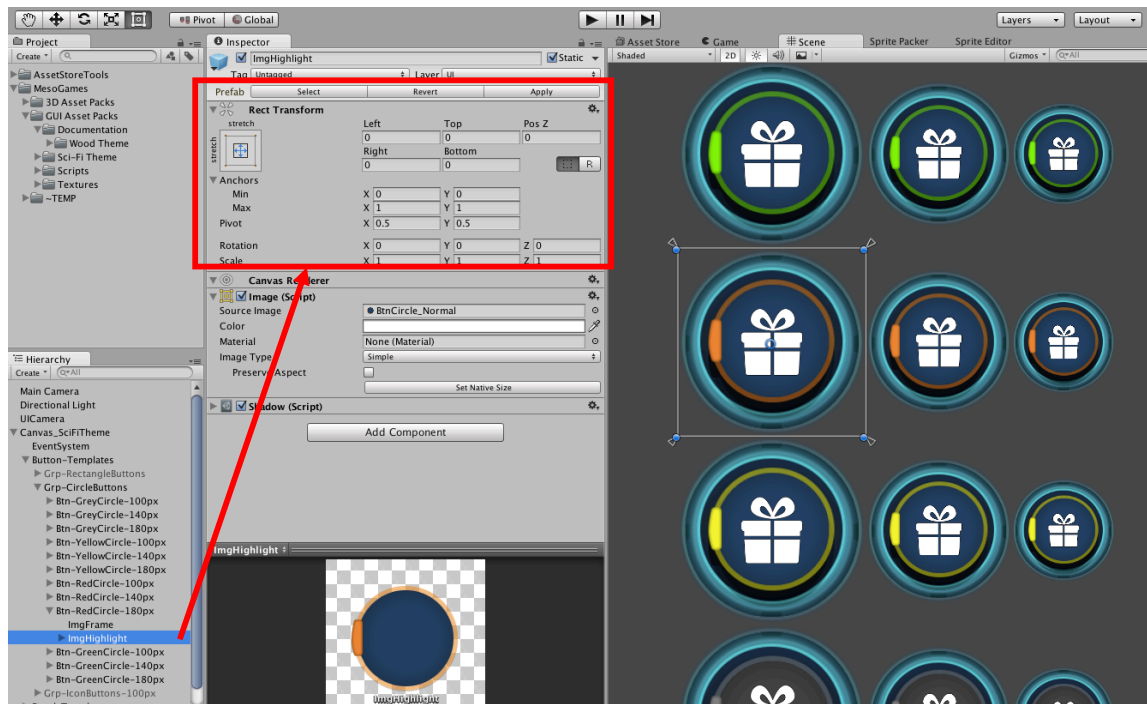 Pivot Global Layers Layout
Project
Create
AssetStoreTools
MesoGames
3D Asset Packs
GUI Asset Packs
Documentation
Wood Theme
Sci-Fi Theme
Scripts
Textures
~TEMP
Inspector
ImgHighlight Static
Tag Untagged Layer UI
Prefab Select Revert Apply
Rect Transform
stretch Left Top Pos Z
stretch
0 0 0
Right Bottom
0 0 R
Anchors
Min X 0 Y 0
Max X 1 Y 1
Pivot X 0.5 Y 0.5
Rotation X 0 Y 0 Z 0
Scale X 1 Y 1 Z 1
Canvas Renderer
Image (Script)
Source Image BtnCircle_Normal
Color
Material None (Material)
Image Type Simple
Preserve Aspect
Set Native Size
Shadow (Script)
Add Component
ImgHighlight
ImgHighlight
Asset Store Game Scene Sprite Packer Sprite Editor
Shaded 2D Gizmos All
Hierarchy
Create All
Main Camera
Directional Light
UICamera
Canvas_SciFiTheme
EventSystem
Button-Templates
Grp-RectangleButtons
Grp-CircleButtons
Btn-GreyCircle-100px
Btn-GreyCircle-140px
Btn-GreyCircle-180px
Btn-YellowCircle-100px
Btn-YellowCircle-140px
Btn-YellowCircle-180px
Btn-RedCircle-100px
Btn-RedCircle-140px
Btn-RedCircle-180px
ImgFrame
ImgHighlight
Btn-GreenCircle-100px
Btn-GreenCircle-140px
Btn-GreenCircle-180px
Grp-IconButtons-100px